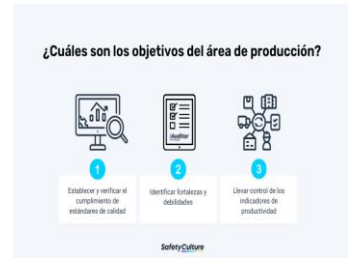 ¿Cuáles son los objetivos del área de producción?
iAuditor
1
2
3
Establecer y verificar el
cumplimiento de
estándares de calidad
Identificar fortalezas y
debilidades
Llevar control de los
indicadores de
productividad
SafetyCulture